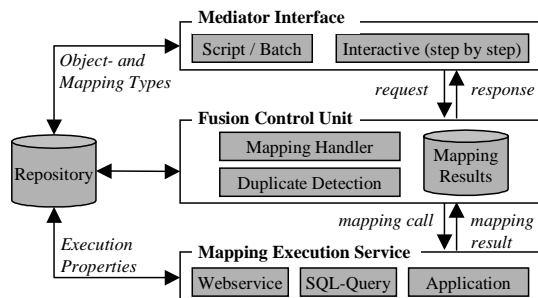 Mediator Interface
Script / Batch
Interactive (step by step)
Object- and
Mapping Types
request
response
Fusion Control Unit
Mapping Handler
Duplicate Detection
Mapping
Results
Repository
mapping call
mapping
result
Execution
Properties
Mapping Execution Service
Webservice
SQL-Query
Application